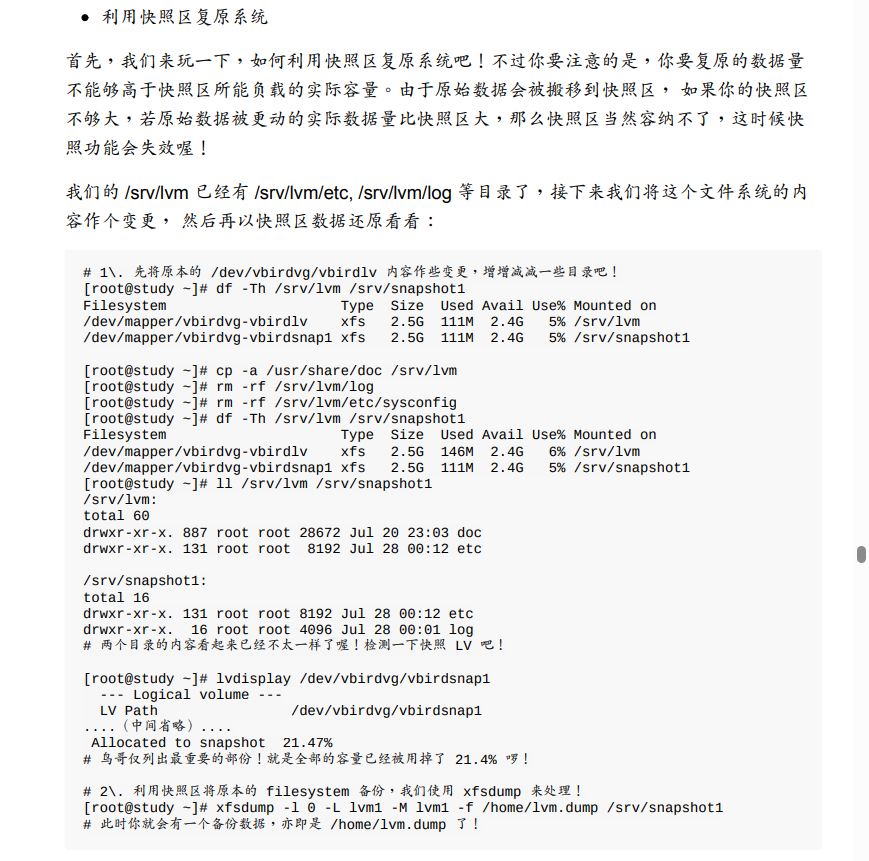 • 利用快照区复原系统
首先，我们来玩一下，如何利用快照区复原系统吧！不过你要注意的是，你要复原的数据量
不能够高于快照区所能负载的实际容量。由于原始数据会被搬移到快照区， 如果你的快照区
不够大，若原始数据被更动的实际数据量比快照区大，那么快照区当然容纳不了，这时候快
照功能会失效喔！
我们的 /srv/lvm 已经有 /srv/lvm/etc, /srv/lvm/log 等目录了，接下来我们将这个文件系统的内
容作个变更， 然后再以快照区数据还原看看：
# 1\. 先将原本的 /dev/vbirdvg/vbirdlv 内容作些变更，增增减减一些目录吧！
[root@study ~]# df -Th /srv/lvm /srv/snapshot1
Filesystem                     Type  Size  Used Avail Use% Mounted on
/dev/mapper/vbirdvg-vbirdlv    xfs   2.5G  111M  2.4G   5% /srv/lvm
/dev/mapper/vbirdvg-vbirdsnap1 xfs   2.5G  111M  2.4G   5% /srv/snapshot1
[root@study ~]# cp -a /usr/share/doc /srv/lvm
[root@study ~]# rm -rf /srv/lvm/log
[root@study ~]# rm -rf /srv/lvm/etc/sysconfig
[root@study ~]# df -Th /srv/lvm /srv/snapshot1
Filesystem                     Type  Size  Used Avail Use% Mounted on
/dev/mapper/vbirdvg-vbirdlv    xfs   2.5G  146M  2.4G   6% /srv/lvm
/dev/mapper/vbirdvg-vbirdsnap1 xfs   2.5G  111M  2.4G   5% /srv/snapshot1
[root@study ~]# ll /srv/lvm /srv/snapshot1
/srv/lvm:
total 60
drwxr-xr-x. 887 root root 28672 Jul 20 23:03 doc
drwxr-xr-x. 131 root root  8192 Jul 28 00:12 etc
/srv/snapshot1:
total 16
drwxr-xr-x. 131 root root 8192 Jul 28 00:12 etc
drwxr-xr-x.  16 root root 4096 Jul 28 00:01 log
# 两个目录的内容看起来已经不太一样了喔！检测一下快照 LV 吧！
[root@study ~]# lvdisplay /dev/vbirdvg/vbirdsnap1
  --- Logical volume ---
  LV Path                /dev/vbirdvg/vbirdsnap1
....（中间省略）....
 Allocated to snapshot  21.47%
# 鸟哥仅列出最重要的部份！就是全部的容量已经被用掉了 21.4% 啰！
# 2\. 利用快照区将原本的 filesystem 备份，我们使用 xfsdump 来处理！
[root@study ~]# xfsdump -l 0 -L lvm1 -M lvm1 -f /home/lvm.dump /srv/snapshot1
# 此时你就会有一个备份数据，亦即是 /home/lvm.dump 了！